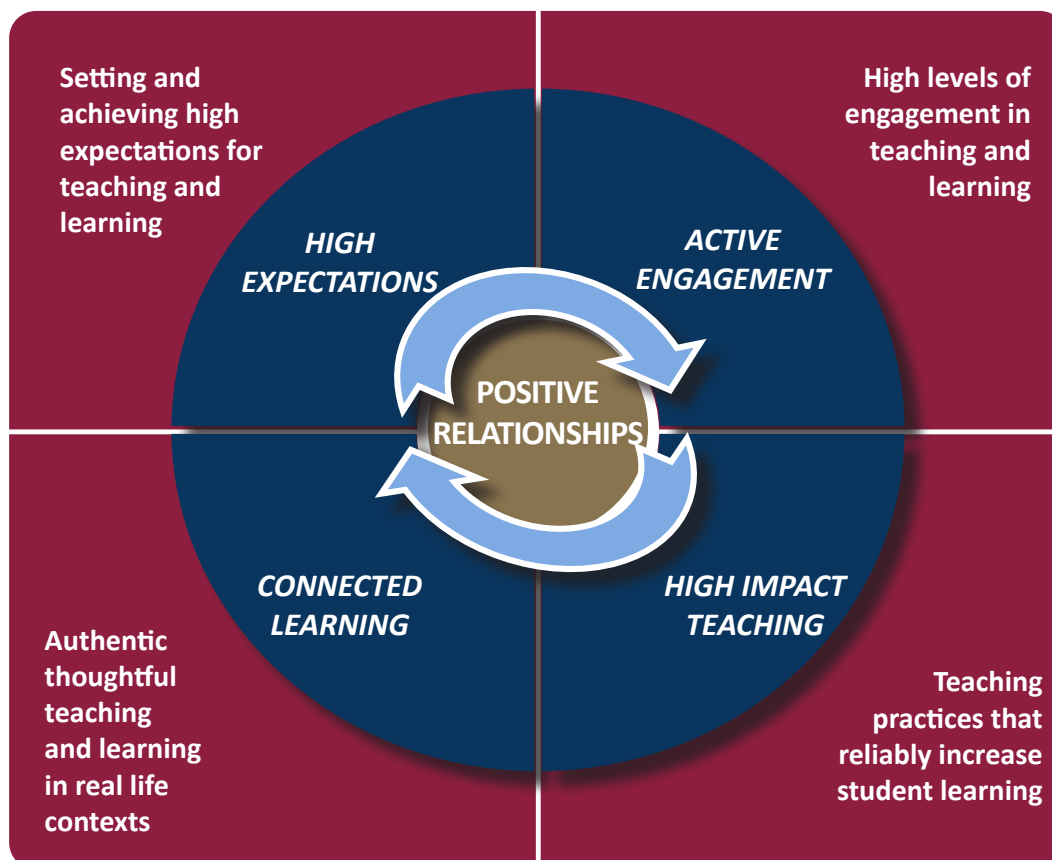 Setting and
achieving high
expectations for
teaching and
learning
High levels of
engagement in
teaching and
learning
HIGH
EXPECTATIONS
ACTIVE
ENGAGEMENT
POSITIVE
RELATIONSHIPS
CONNECTED
LEARNING
HIGH IMPACT
TEACHING
Authentic
thoughtful
teaching
and learning
in real life
contexts
Teaching
practices that
reliably increase
student learning